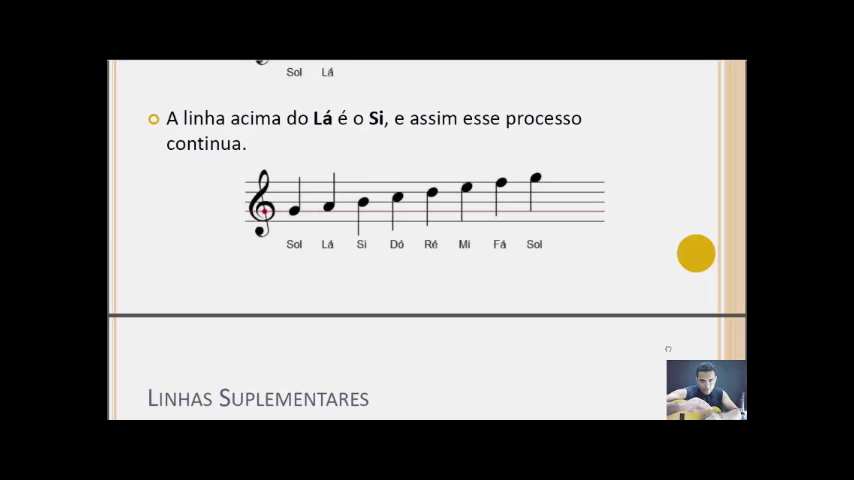 Sol Lá
A linha acima do Lá é o Si, e assim esse processo
continua.
Sol Lá Si Dó Ré Mi Fá Sol
Linhas Suplementares